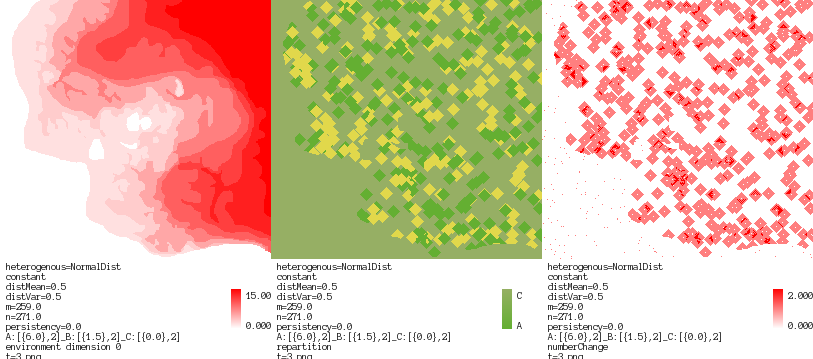 heterogenous=NormalDist
constant
distMean=0.5
distVar=0.5
m=259.0
n=271.0
persistency=0.0
A:[{6.0},2]_B:[{1.5},2]_C:[{0.0},2]
environment dimension 0
t=3.png
15.00
0.000
heterogenous=NormalDist
constant
distMean=0.5
distVar=0.5
m=259.0
n=271.0
persistency=0.0
A:[{6.0},2]_B:[{1.5},2]_C:[{0.0},2]
repartition
t=3.png
C
A
heterogenous=NormalDist
constant
distMean=0.5
distVar=0.5
m=259.0
n=271.0
persistency=0.0
A:[{6.0},2]_B:[{1.5},2]_C:[{0.0},2]
numberChange
t=3.png
2.000
0.000